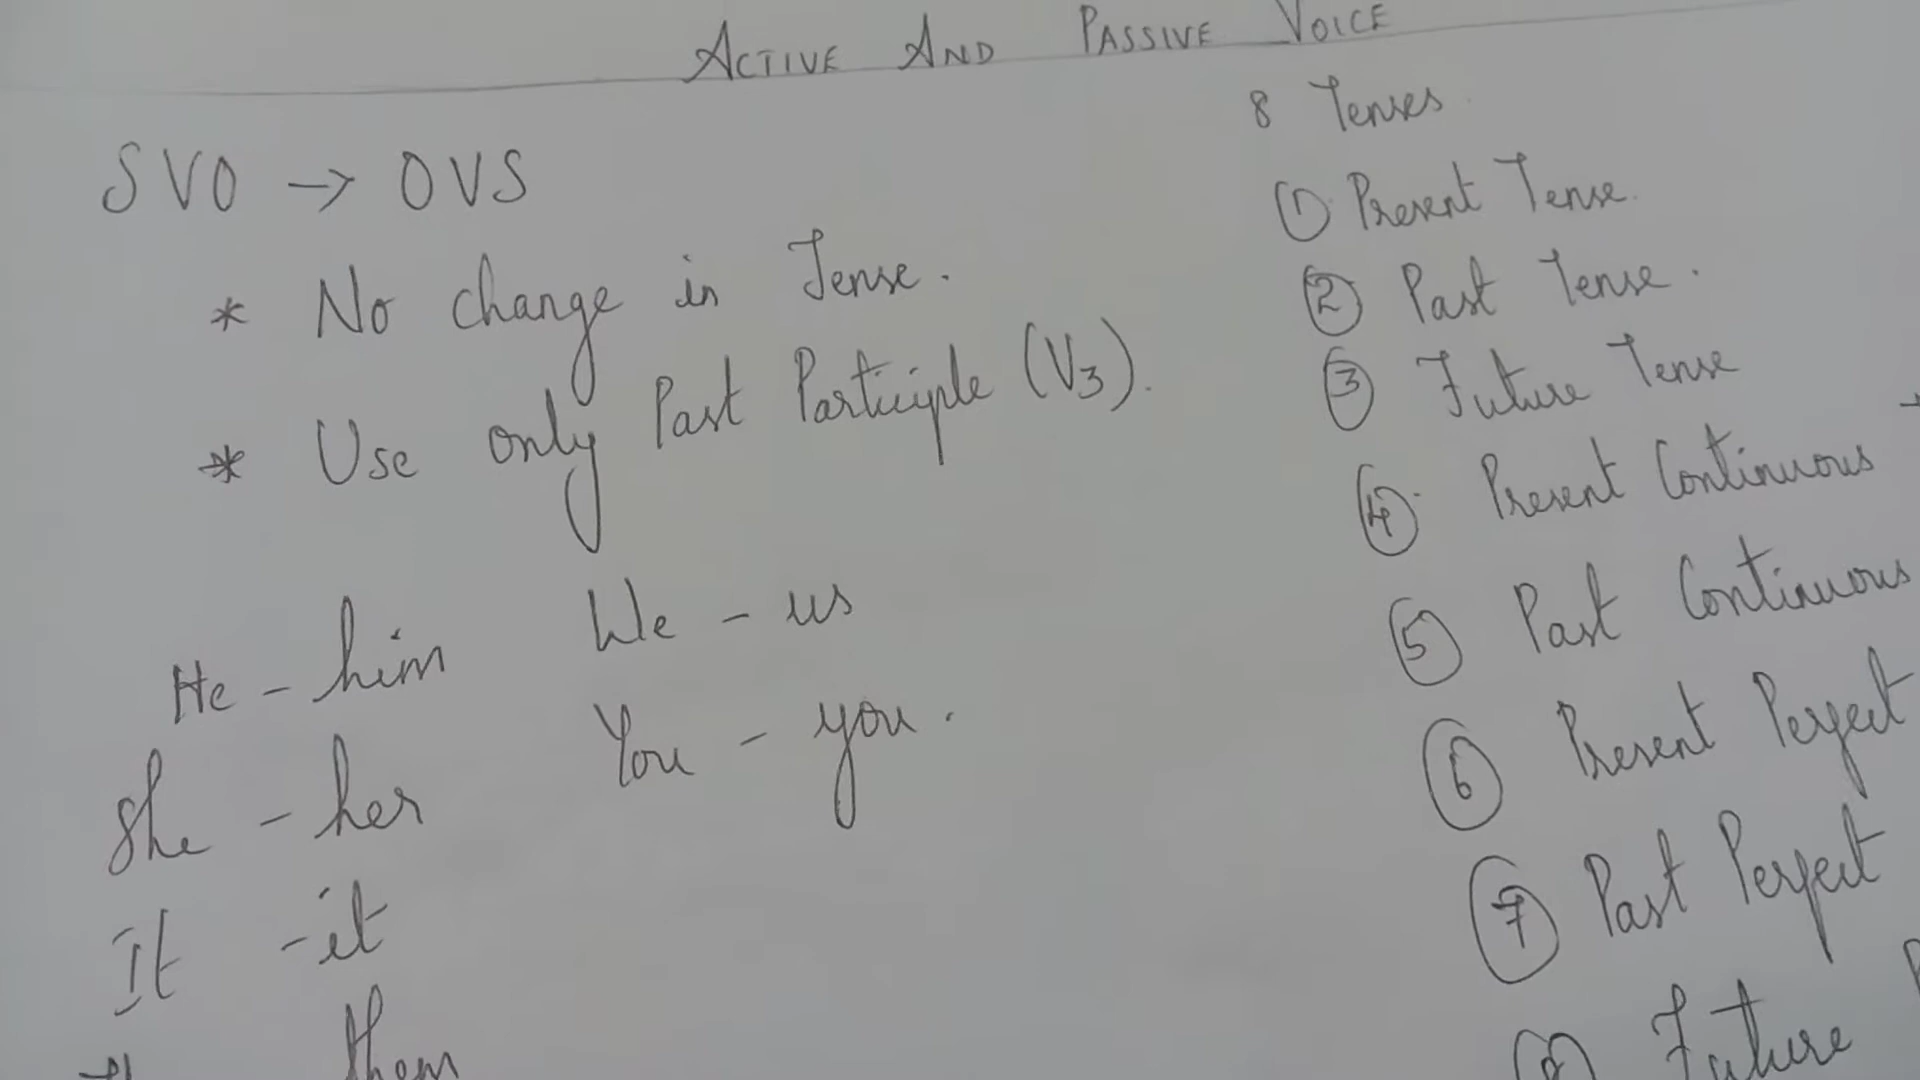 ACTIVE AND PASSIVE VOICE
SVO → OVS
* No change in Tense.
* Use only Past Participle (V3).
He - him
She - her
It - it
them
We - us
You - you.
8 Tenses.
① Present Tense.
② Past Tense.
③ Future Tense
④ Present Continuous
⑤ Past Continuous
⑥ Present Perfect
⑦ Past Perfect
⑧ Future